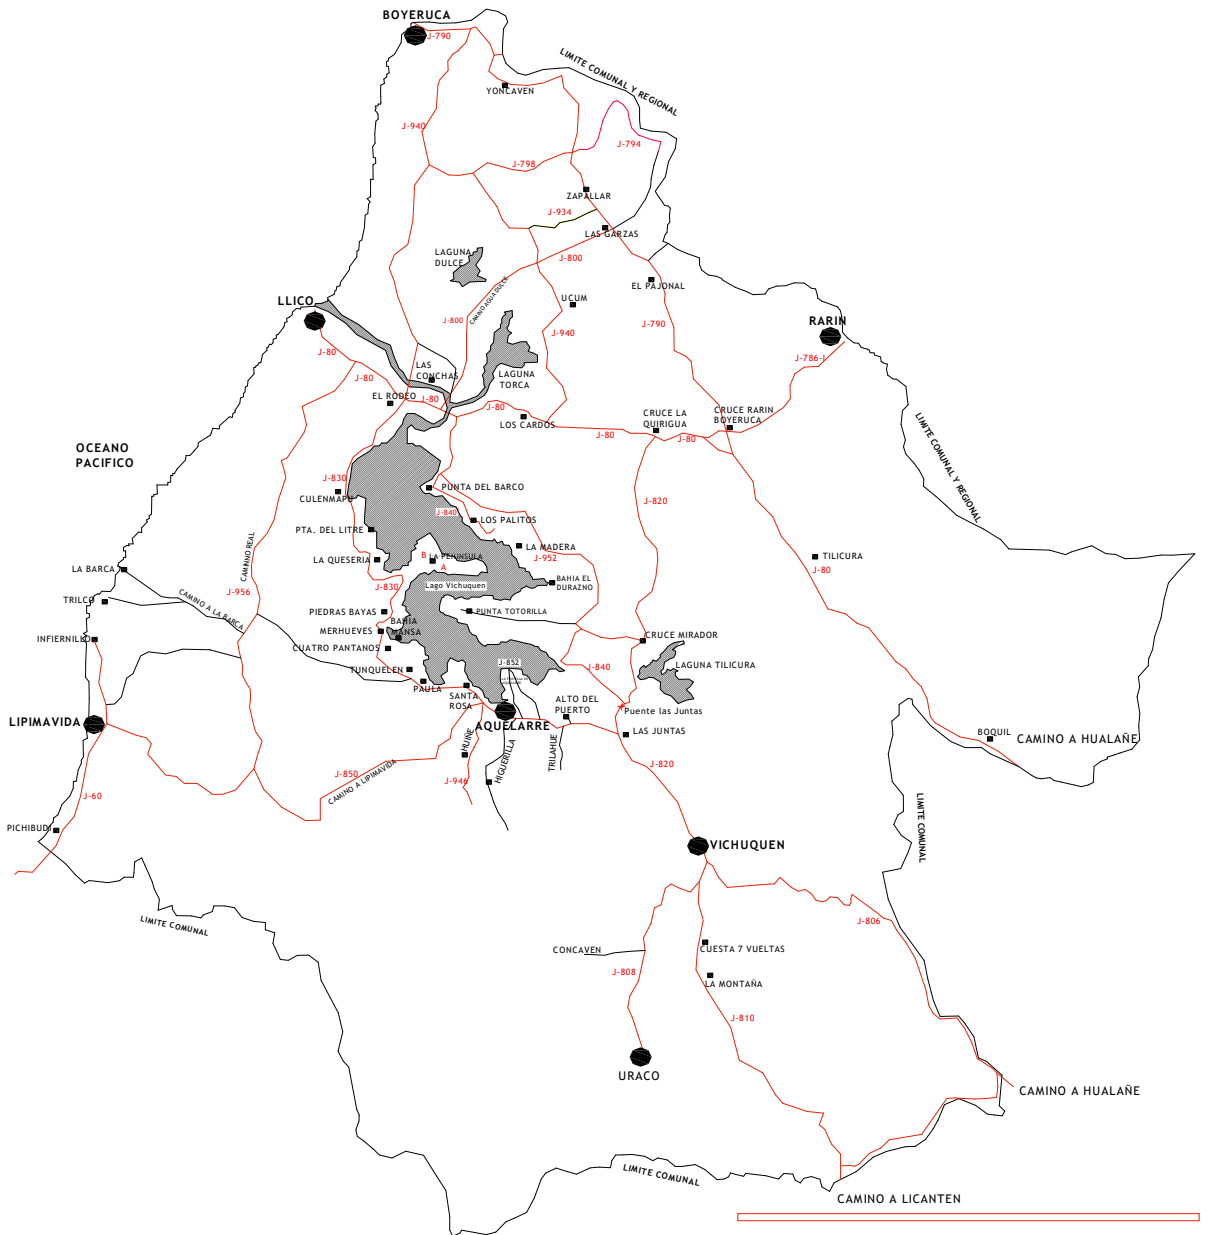 BOYERUCA
J-790
LIMITE COMUNAL Y REGIONAL
YONCAVEN
J-940
J-794
J-798
ZAPALLAR
J-934
LAS GARZAS
LAGUNA
DULCE
J-800
EL PAJONAL
CAMINO AGUA DULCE
LLICO
UCUM
J-800
J-940
J-790
RARIN
J-786-I
J-80
LAS
CONCHAS
LAGUNA
TORCA
J-80
EL RODEO
J-80
J-80
LOS CARDOS
CRUCE LA
QUIRIGUA
CRUCE RARIN
BOYERUCA
J-80
J-80
LIMITE COMUNAL Y REGIONAL
OCEANO
PACIFICO
J-830
CULENMAPU
PUNTA DEL BARCO
J-820
J-840
LOS PALITOS
PTA. DEL LITRE
LA MADERA
B
LA PENINSULA
A
LA QUESERIA
J-952
TILICURA
J-80
CAMINNO REAL
LA BARCA
J-956
J-830
Lago Vichuquen
BAHIA EL
DURAZNO
CAMINO A LA BARCA
TRILCO
PIEDRAS BAYAS
PUNTA TOTORILLA
BAHIA
MANSA
MERHUEVES
INFIERNILLO
CRUCE MIRADOR
CUATRO PANTANOS
J-852
J-840
LAGUNA TILICURA
TUNQUELEN
PAULA
SANTA
ROSA
ALTO DEL
PUERTO
Puente las Juntas
LIPIMAVIDA
AQUELARRE
LAS JUNTAS
BOQUIL
CAMINO A HUALAÑE
HUIÑE
HIGUERILLA
TRILAHUE
J-820
J-850
CAMINO A LIPIMAVIDA
J-946
J-60
LIMITE COMUNAL
PICHIBUDI
VICHUQUEN
LIMITE COMUNAL
J-806
CONCAVEN
CUESTA 7 VUELTAS
J-808
LA MONTAÑA
J-810
URACO
CAMINO A HUALAÑE
LIMITE COMUNAL
CAMINO A LICANTEN